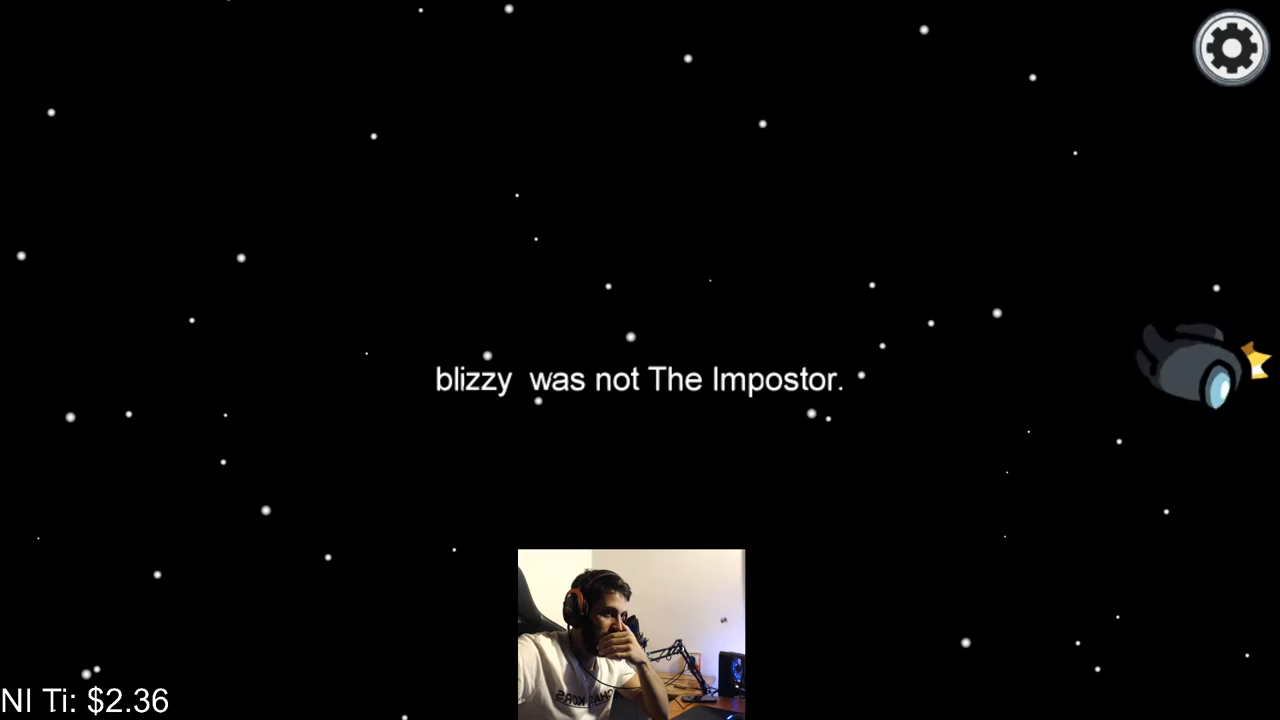 blizzy  was not The Impostor.
NI Ti: $2.36